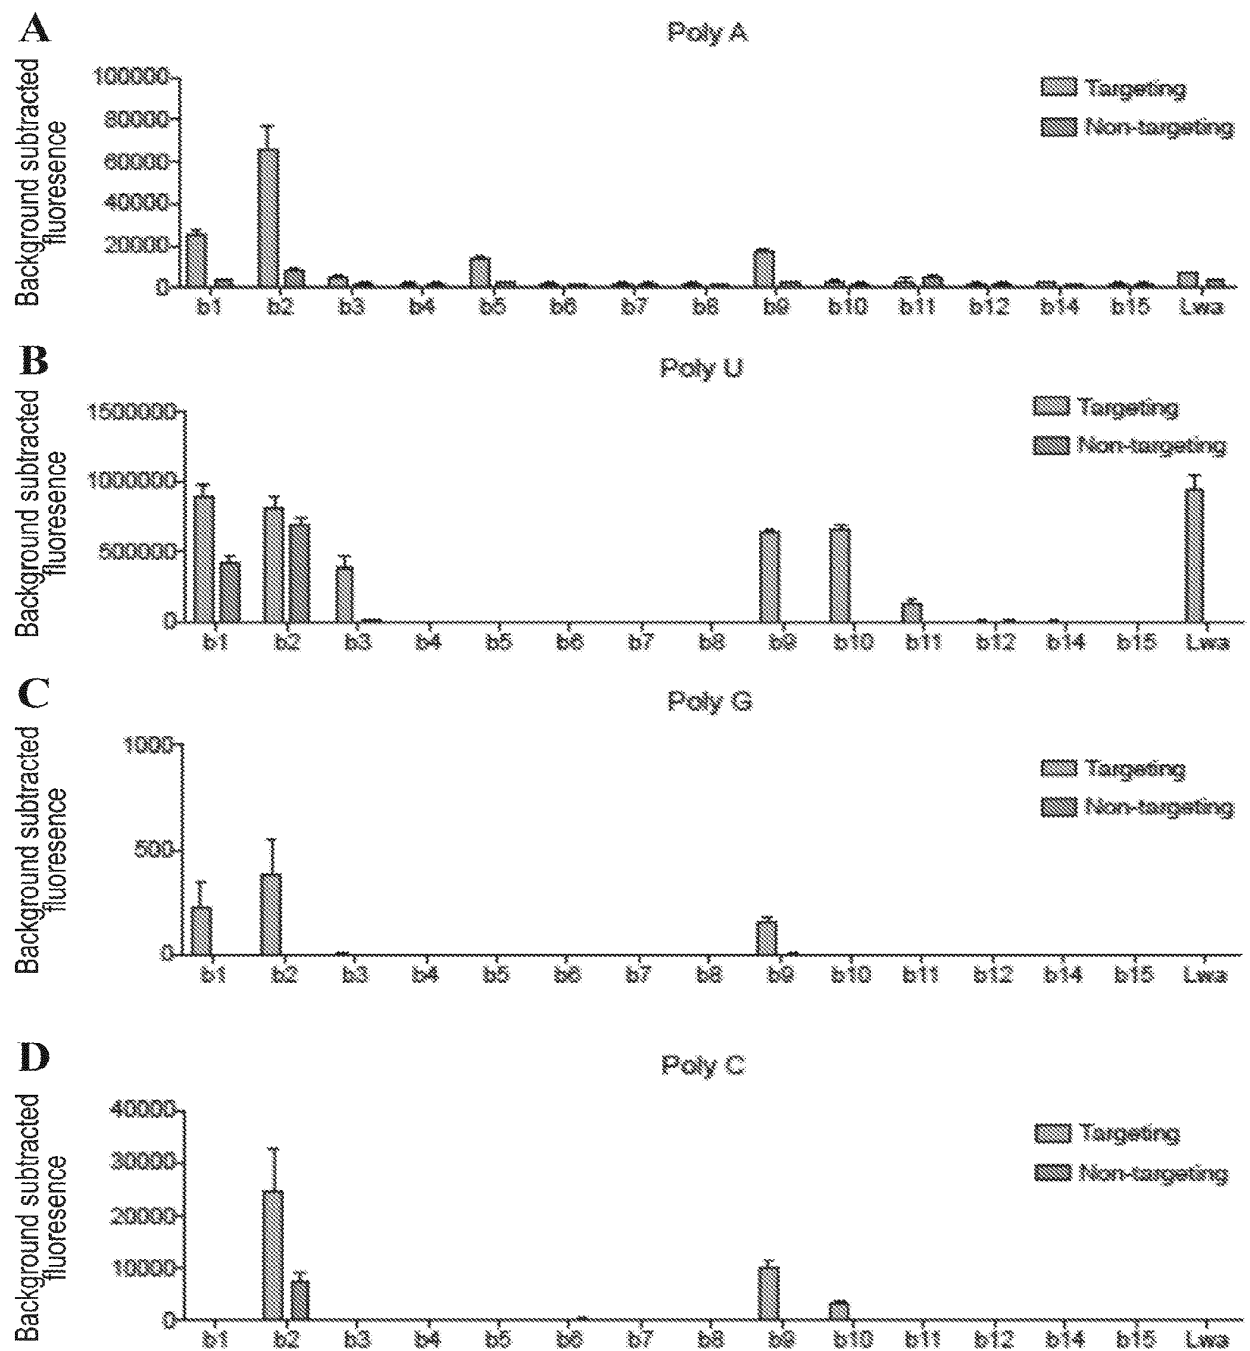 A
Poly A
Background subtracted
fluoresence
100000
80000
60000
40000
20000
0
Targeting
Non-targeting
b1 b2 b3 b4 b5 b6 b7 b8 b9 b10 b11 b12 b14 b15 Lwa
B
Poly U
Background subtracted
fluoresence
1500000
1000000
500000
0
Targeting
Non-targeting
b1 b2 b3 b4 b5 b6 b7 b8 b9 b10 b11 b12 b14 b15 Lwa
C
Poly G
Background subtracted
fluoresence
1000
500
0
Targeting
Non-targeting
b1 b2 b3 b4 b5 b6 b7 b8 b9 b10 b11 b12 b14 b15 Lwa
D
Poly C
Background subtracted
fluoresence
40000
30000
20000
10000
0
Targeting
Non-targeting
b1 b2 b3 b4 b5 b6 b7 b8 b9 b10 b11 b12 b14 b15 Lwa